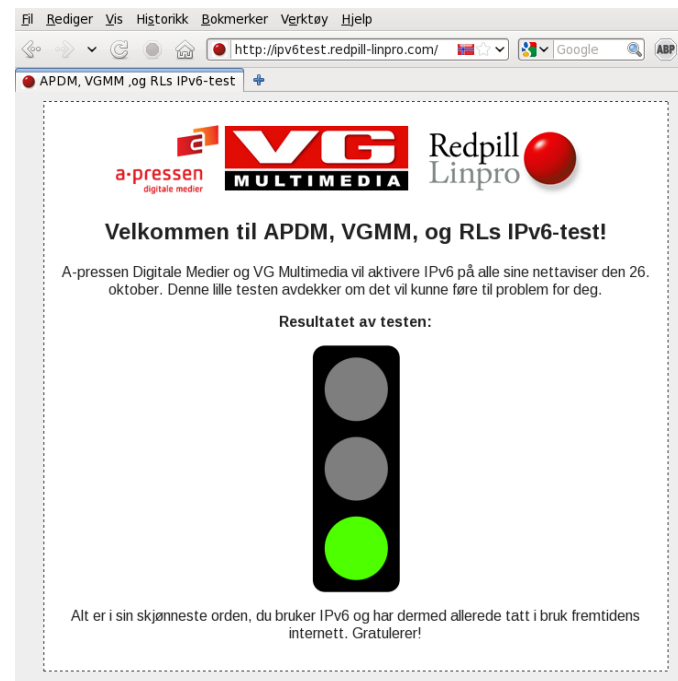 Fil Rediger Vis Historikk Bokmerker Verktøy Hjelp
http://ipv6test.redpill-linpro.com/ Google ABP
APDM, VGMM ,og RLs IPv6-test
a-pressen
digitale medier
VG
MULTIMEDIA
Redpill
Linpro
Velkommen til APDM, VGMM, og RLs IPv6-test!
A-pressen Digitale Medier og VG Multimedia vil aktivere IPv6 på alle sine nettaviser den 26.
oktober. Denne lille testen avdekker om det vil kunne føre til problem for deg.
Resultatet av testen:
Alt er i sin skjønneste orden, du bruker IPv6 og har dermed allerede tatt i bruk fremtidens
internett. Gratulerer!